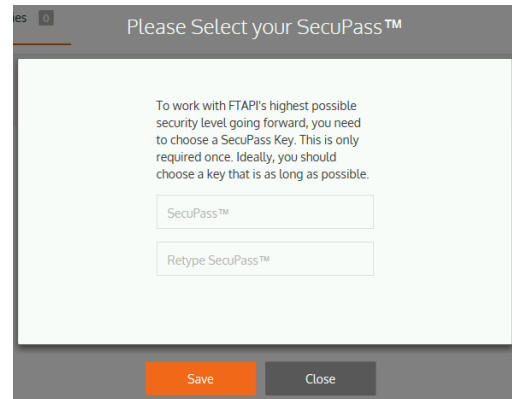 0
Please Select your SecuPass™
To work with FTAPI's highest possible
security level going forward, you need
to choose a SecuPass Key. This is only
required once. Ideally, you should
choose a key that is as long as possible.
SecuPass™
Retype SecuPass™
Save
Close